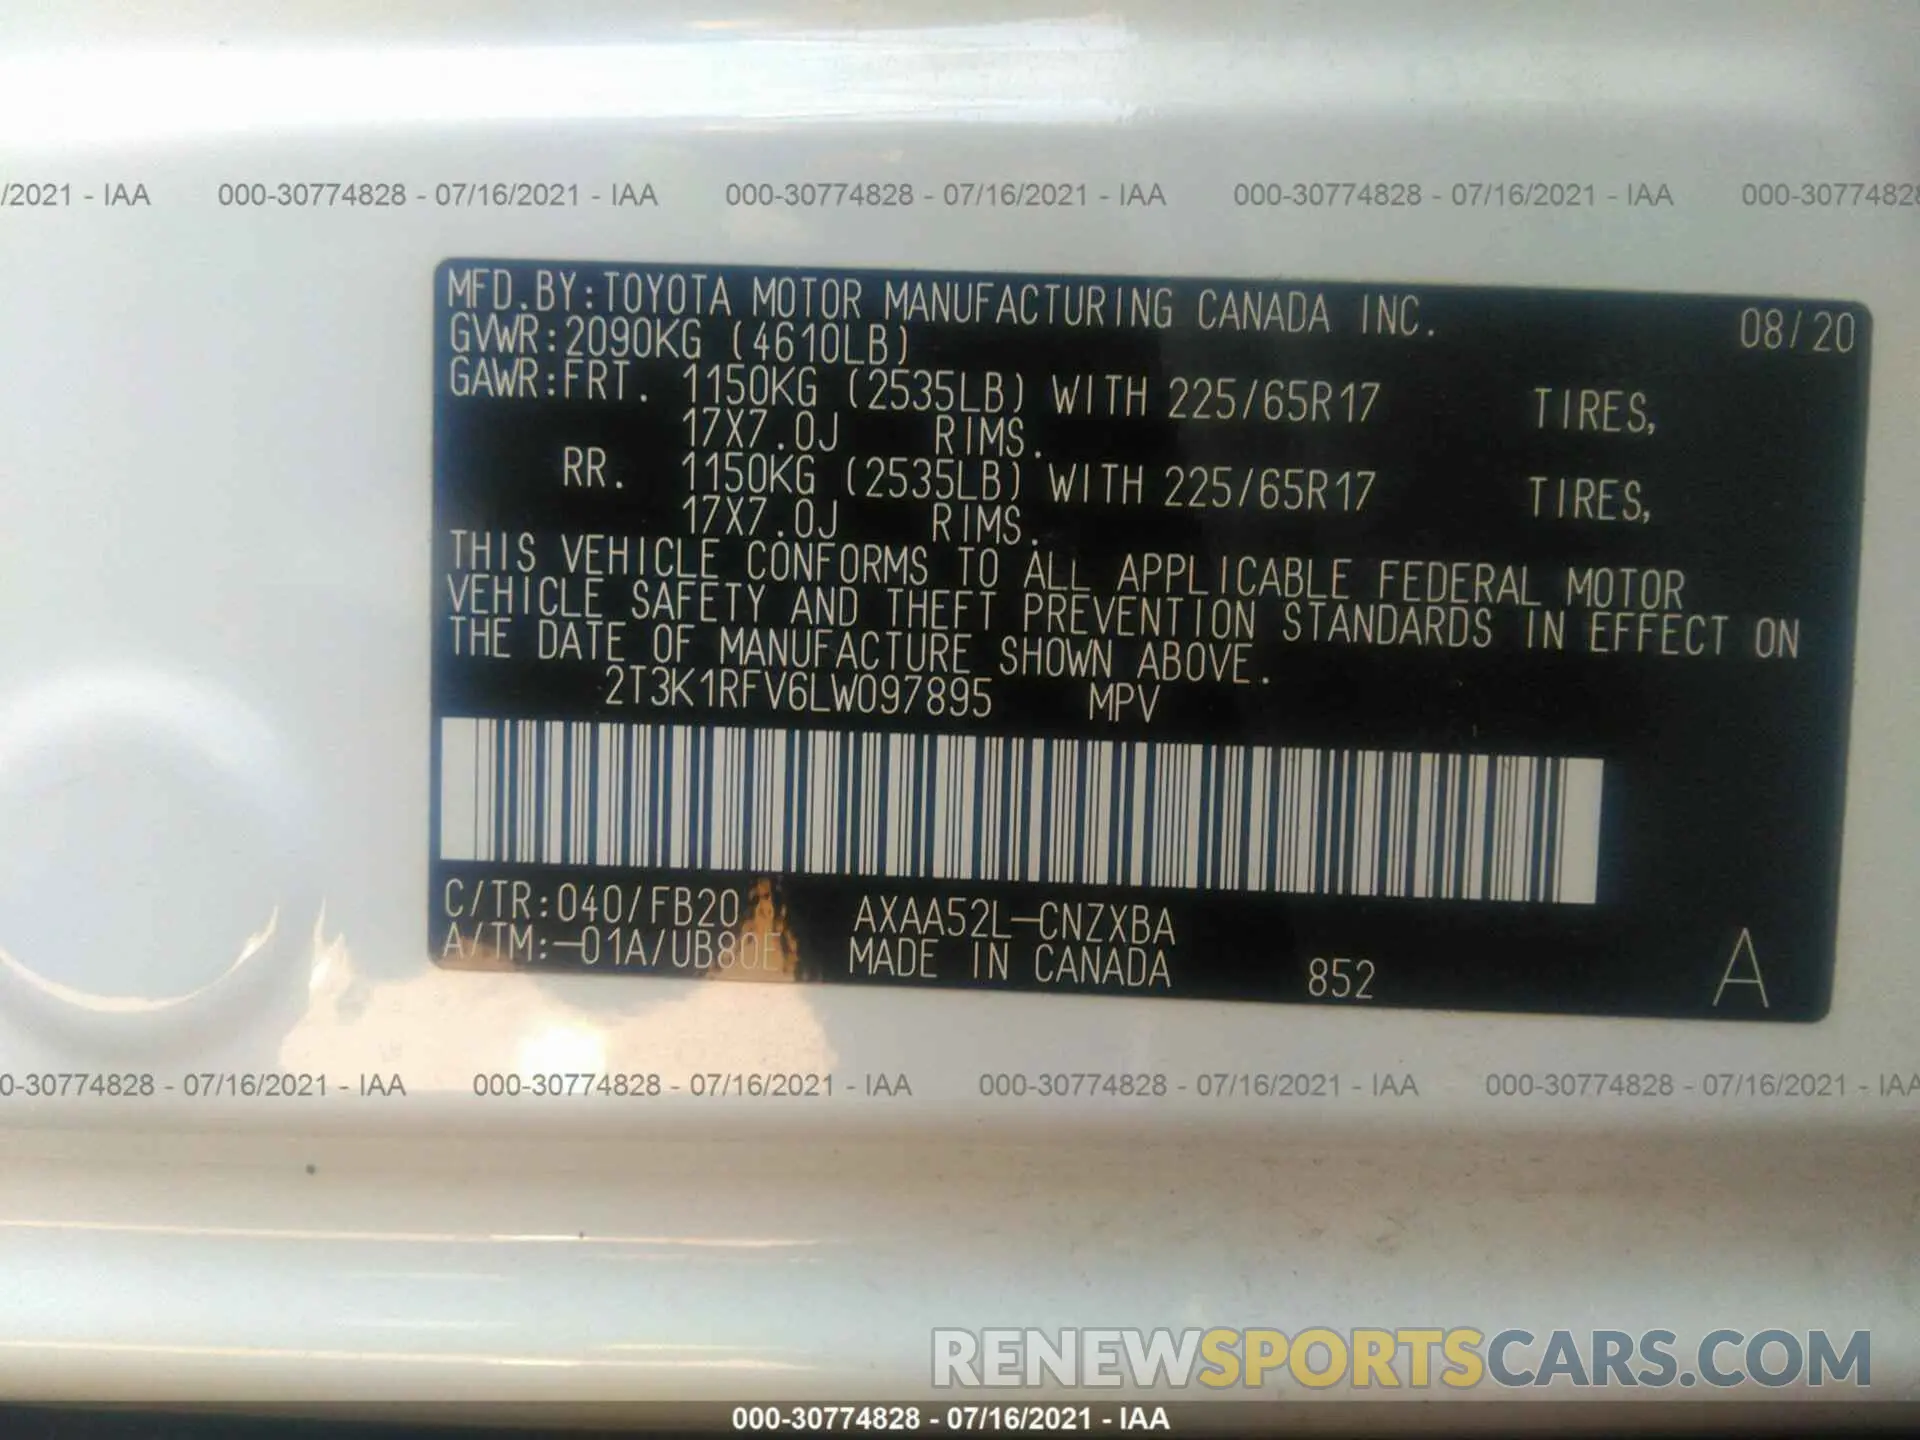 /2021 - IAA 000-30774828 - 07/16/2021 - IAA 000-30774828 - 07/16/2021 - IAA 000-30774828 - 07/16/2021 - IAA 000-3077482
MFD.BY:TOYOTA MOTOR MANUFACTURING CANADA INC. 08/20
GVWR:2090KG (4610LB)
GAWR:FRT. 1150KG (2535LB) WITH 225/65R17 TIRES,
17X7.0J RIMS.
RR. 1150KG (2535LB) WITH 225/65R17 TIRES,
17X7.0J RIMS.
THIS VEHICLE CONFORMS TO ALL APPLICABLE FEDERAL MOTOR
VEHICLE SAFETY AND THEFT PREVENTION STANDARDS IN EFFECT ON
THE DATE OF MANUFACTURE SHOWN ABOVE.
2T3K1RFV6LW097895 MPV
C/TR:040/FB20 AXAA52L-CNZXBA
A/TM:-01A/UB80E MADE IN CANADA 852 A
0-30774828 - 07/16/2021 - IAA 000-30774828 - 07/16/2021 - IAA 000-30774828 - 07/16/2021 - IAA 000-30774828 - 07/16/2021 - IAA
RENEWSPORTSCARS.COM
000-30774828 - 07/16/2021 - IAA